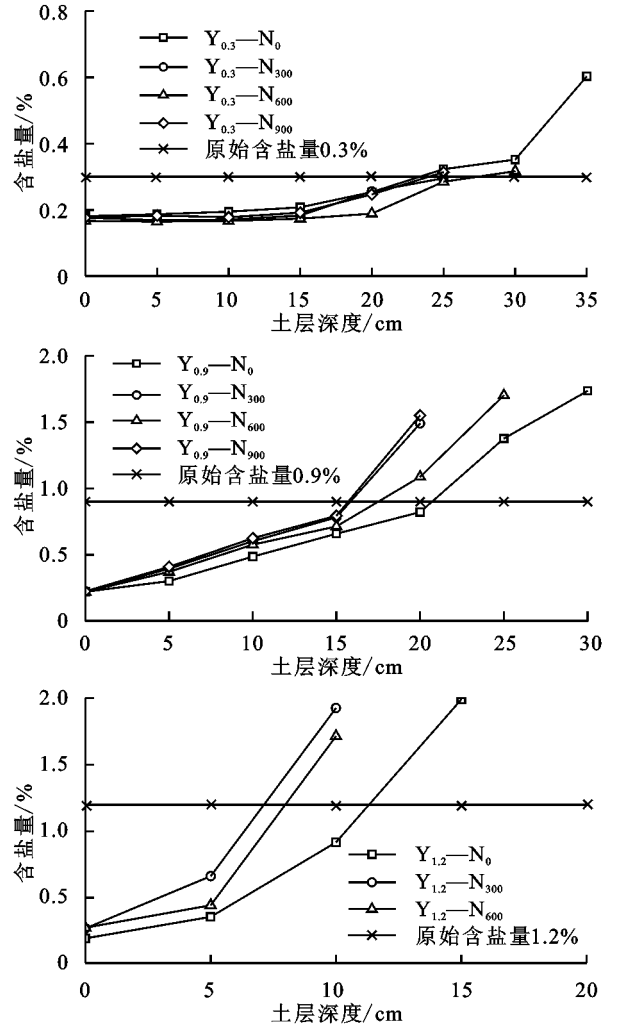 0.8
0.6
0.4
0.2
0
含盐量/%
Y0.3—N0
Y0.3—N300
Y0.3—N600
Y0.3—N900
原始含盐量0.3%
0 5 10 15 20 25 30 35
土层深度/cm
2.0
1.5
1.0
0.5
0
含盐量/%
Y0.9—N0
Y0.9—N300
Y0.9—N600
Y0.9—N900
原始含盐量0.9%
0 5 10 15 20 25 30
土层深度/cm
2.0
1.5
1.0
0.5
0
含盐量/%
Y1.2—N0
Y1.2—N300
Y1.2—N600
原始含盐量1.2%
0 5 10 15 20
土层深度/cm